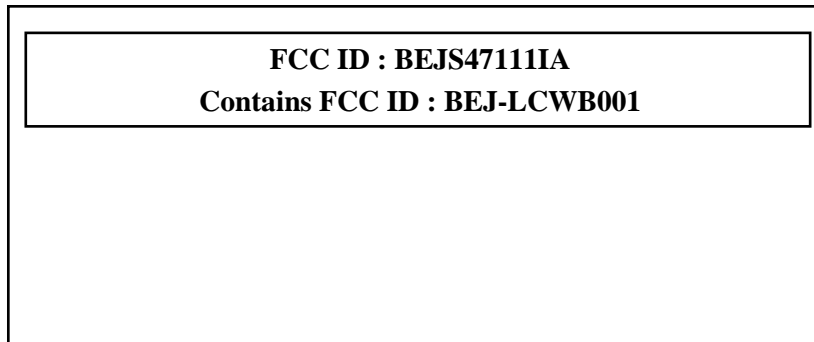 FCC ID : BEJS47111IA
Contains FCC ID : BEJ-LCWB001